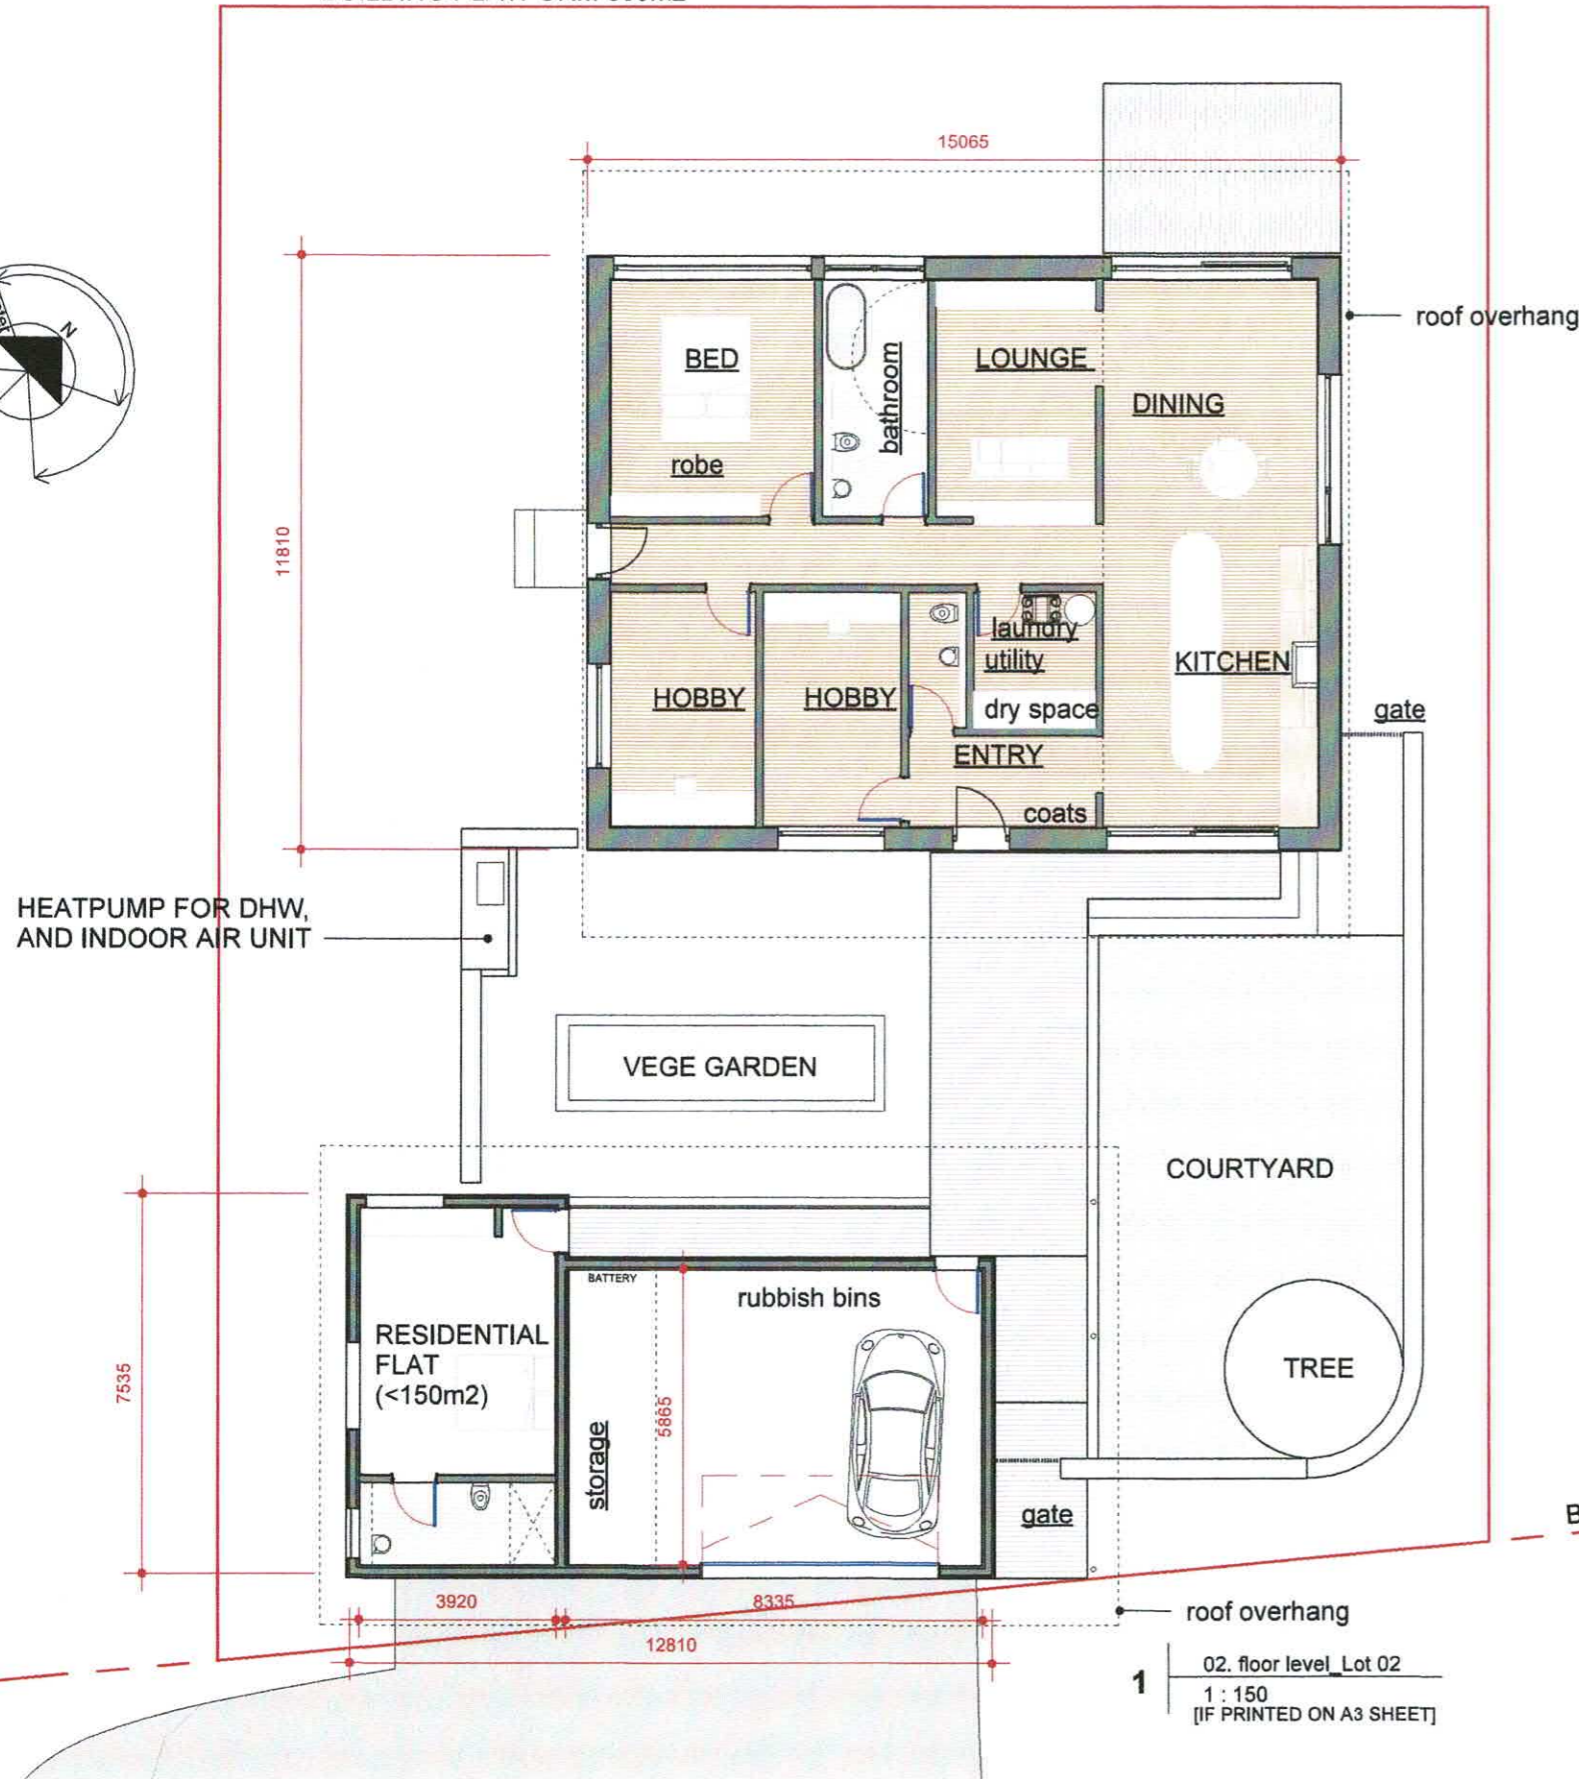 15065
roof overhang
N
BED
LOUNGE
bathroom
DINING
robe
11810
laundry
utility
KITCHEN
HOBBY
HOBBY
dry space
gate
ENTRY
coats
HEATPUMP FOR DHW,
AND INDOOR AIR UNIT
VEGE GARDEN
COURTYARD
BATTERY
rubbish bins
RESIDENTIAL
FLAT
(<150m2)
TREE
7535
5865
storage
gate
B
3920
8335
roof overhang
12810
1
02. floor level_Lot 02
1 : 150
[IF PRINTED ON A3 SHEET]